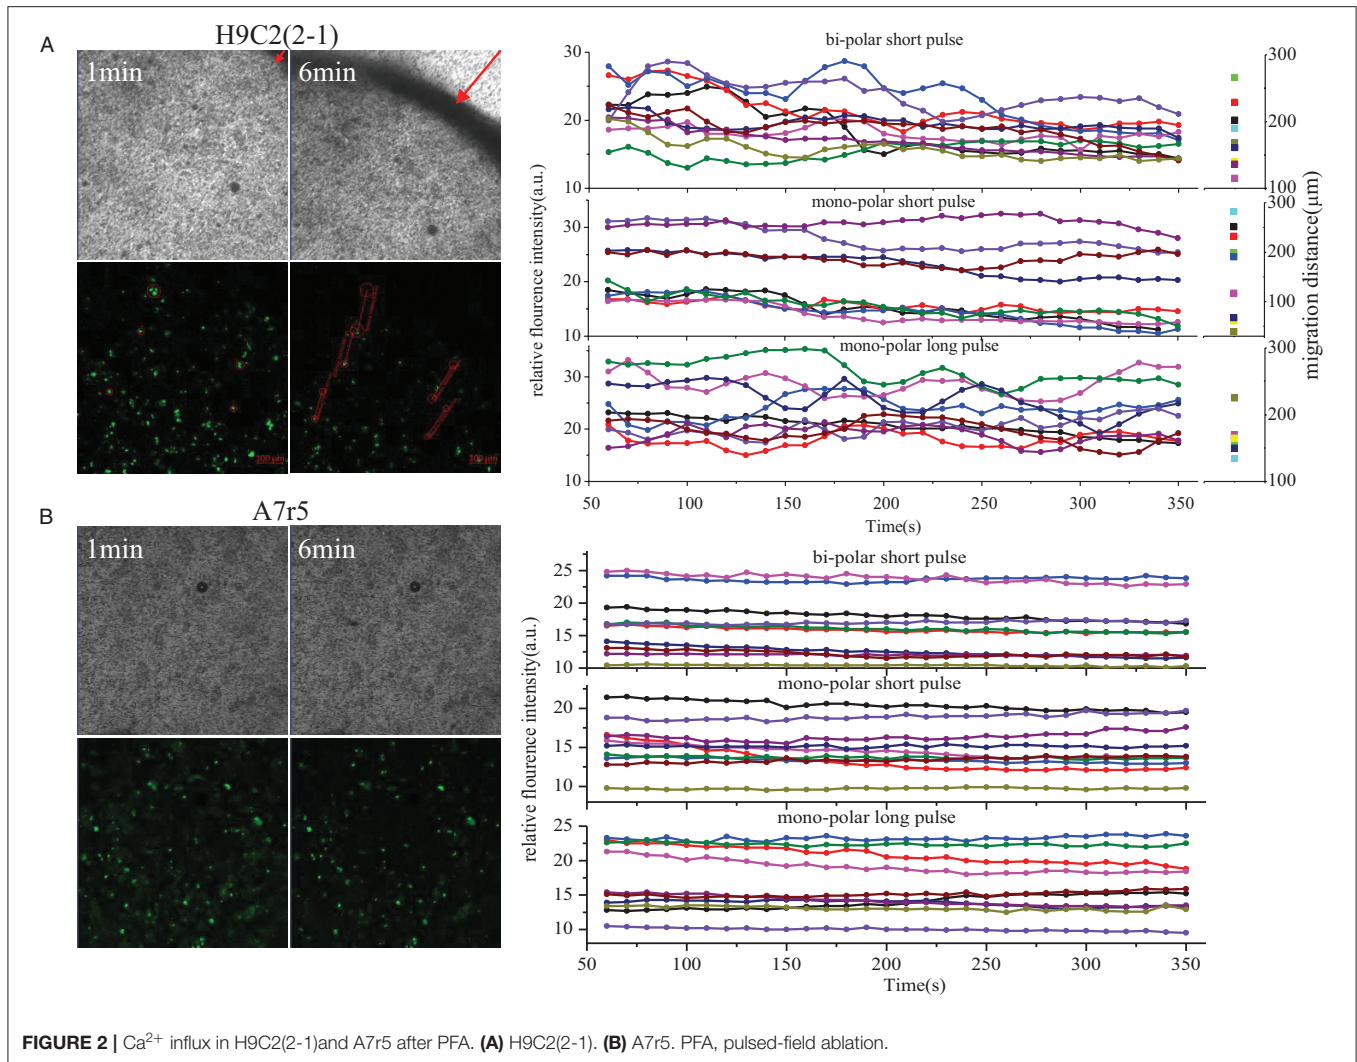 A
H9C2(2-1)
1min
6min
100 μm
100 μm
bi-polar short pulse
30
20
10
300
200
100
mono-polar short pulse
30
20
10
300
200
100
mono-polar long pulse
30
20
10
300
200
100
relative flourence intensity(a.u.)
migration distance(μm)
50
100
150
200
250
300
350
Time(s)
B
A7r5
1min
6min
bi-polar short pulse
25
20
15
10
mono-polar short pulse
20
15
10
mono-polar long pulse
25
20
15
10
relative flourence intensity(a.u.)
50
100
150
200
250
300
350
Time(s)
FIGURE 2 | Ca²⁺ influx in H9C2(2-1)and A7r5 after PFA. (A) H9C2(2-1). (B) A7r5. PFA, pulsed-field ablation.